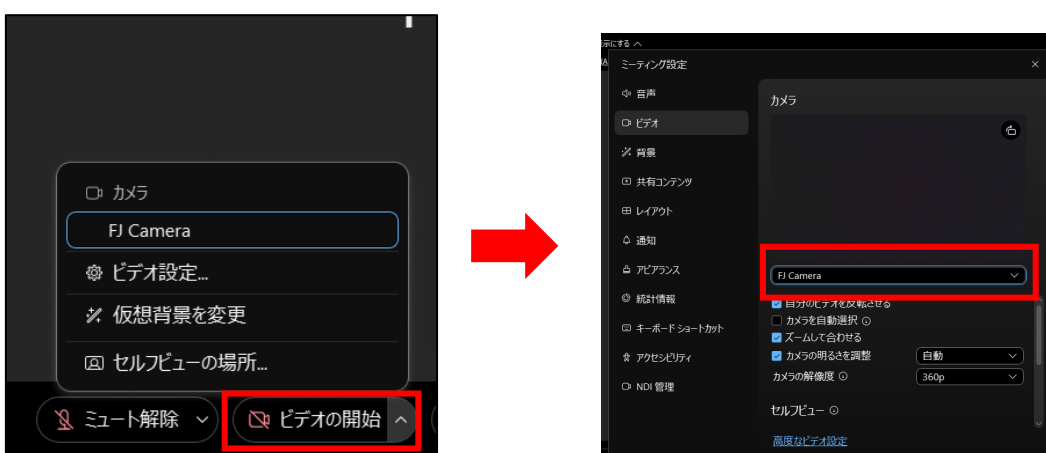 カメラ
FJ Camera
ビデオ設定...
仮想背景を変更
セルフビューの場所...
ミュート解除
ビデオの開始
示にする
ミーティング設定
音声
ビデオ
背景
共有コンテンツ
レイアウト
通知
アピアランス
統計情報
キーボード ショートカット
アクセシビリティ
NDI 管理
カメラ
FJ Camera
自分のビデオを反転させる
カメラを自動選択
ズームして合わせる
カメラの明るさを調整 自動
カメラの解像度 360p
セルフビュー
高度なビデオ設定